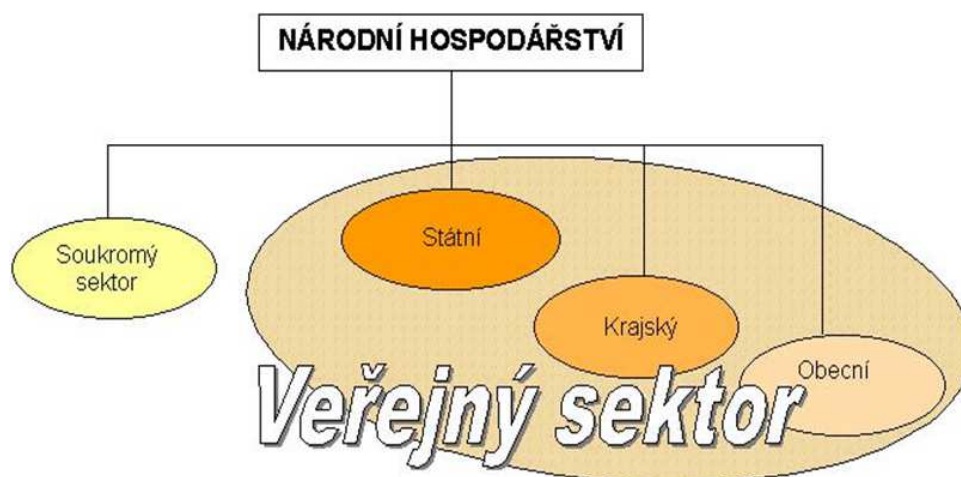 NÁRODNÍ HOSPODÁŘSTVÍ
Soukromý
sektor
Státní
Krajský
Obecní
Veřejný sektor